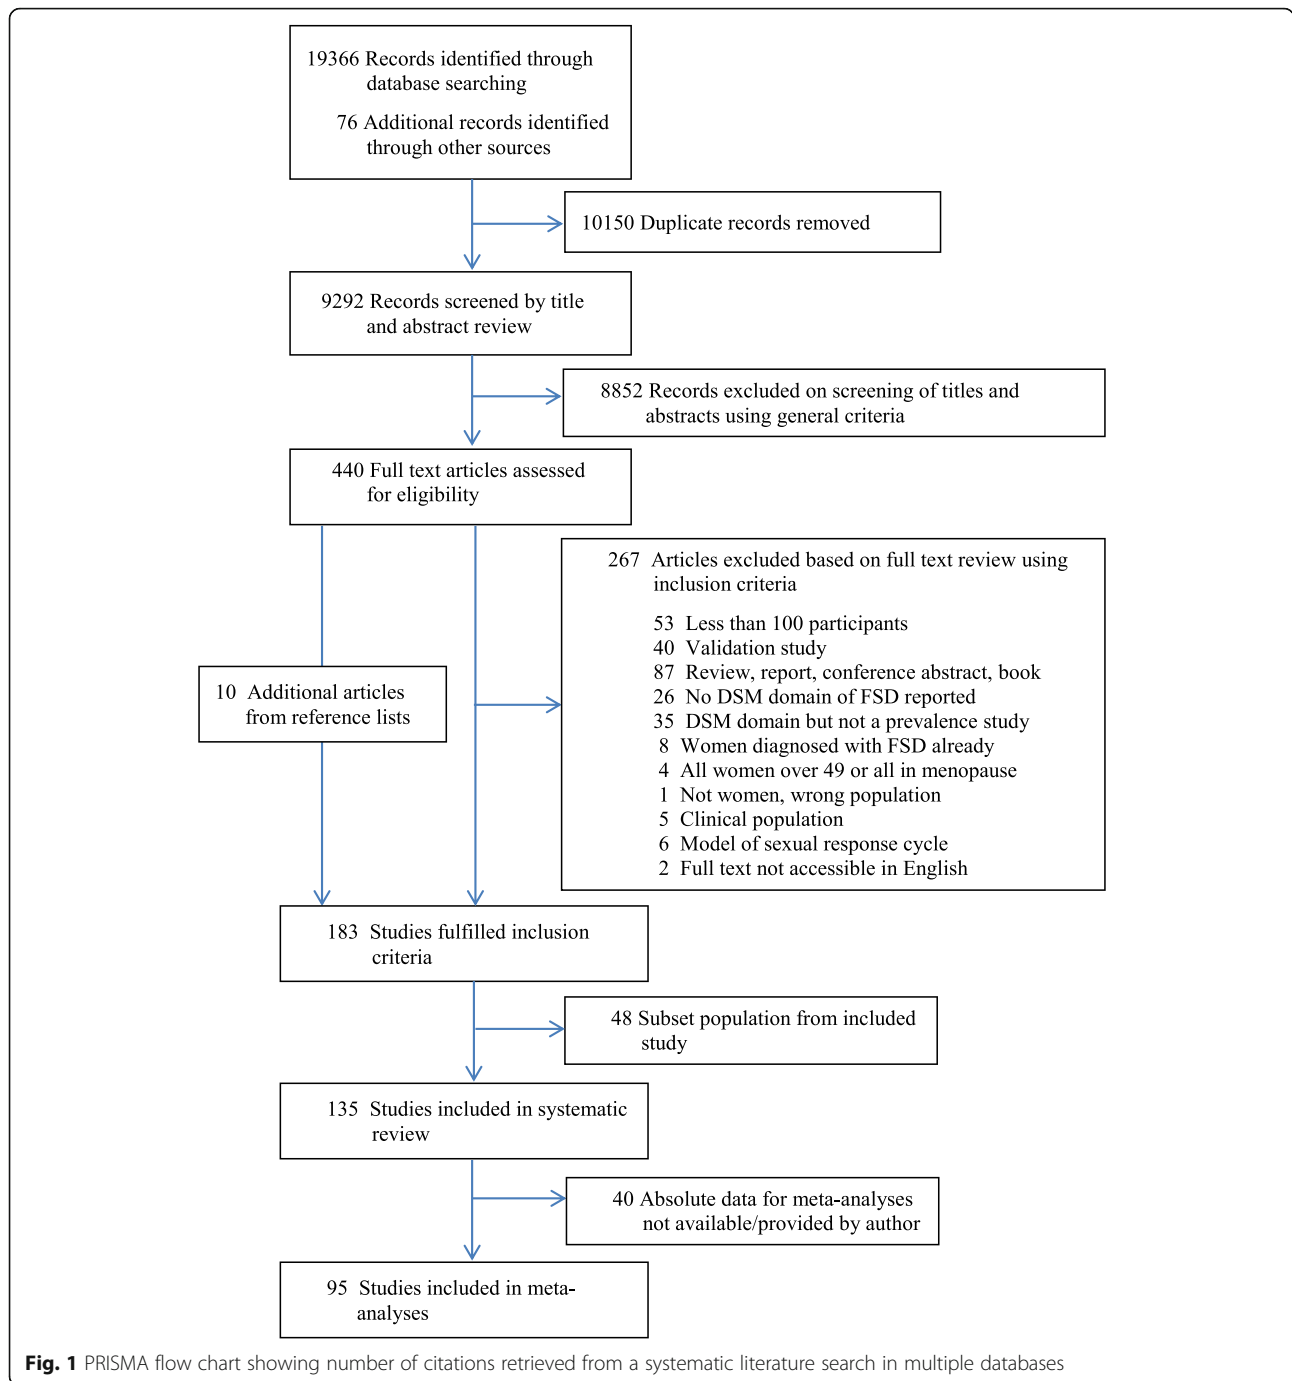 19366 Records identified through
database searching
76 Additional records identified
through other sources
10150 Duplicate records removed
9292 Records screened by title
and abstract review
8852 Records excluded on screening of titles and
abstracts using general criteria
440 Full text articles assessed
for eligibility
267 Articles excluded based on full text review using
inclusion criteria
53 Less than 100 participants
40 Validation study
87 Review, report, conference abstract, book
26 No DSM domain of FSD reported
35 DSM domain but not a prevalence study
8 Women diagnosed with FSD already
4 All women over 49 or all in menopause
1 Not women, wrong population
5 Clinical population
6 Model of sexual response cycle
2 Full text not accessible in English
10 Additional articles
from reference lists
183 Studies fulfilled inclusion
criteria
48 Subset population from included
study
135 Studies included in systematic
review
40 Absolute data for meta-analyses
not available/provided by author
95 Studies included in meta-
analyses
Fig. 1 PRISMA flow chart showing number of citations retrieved from a systematic literature search in multiple databases